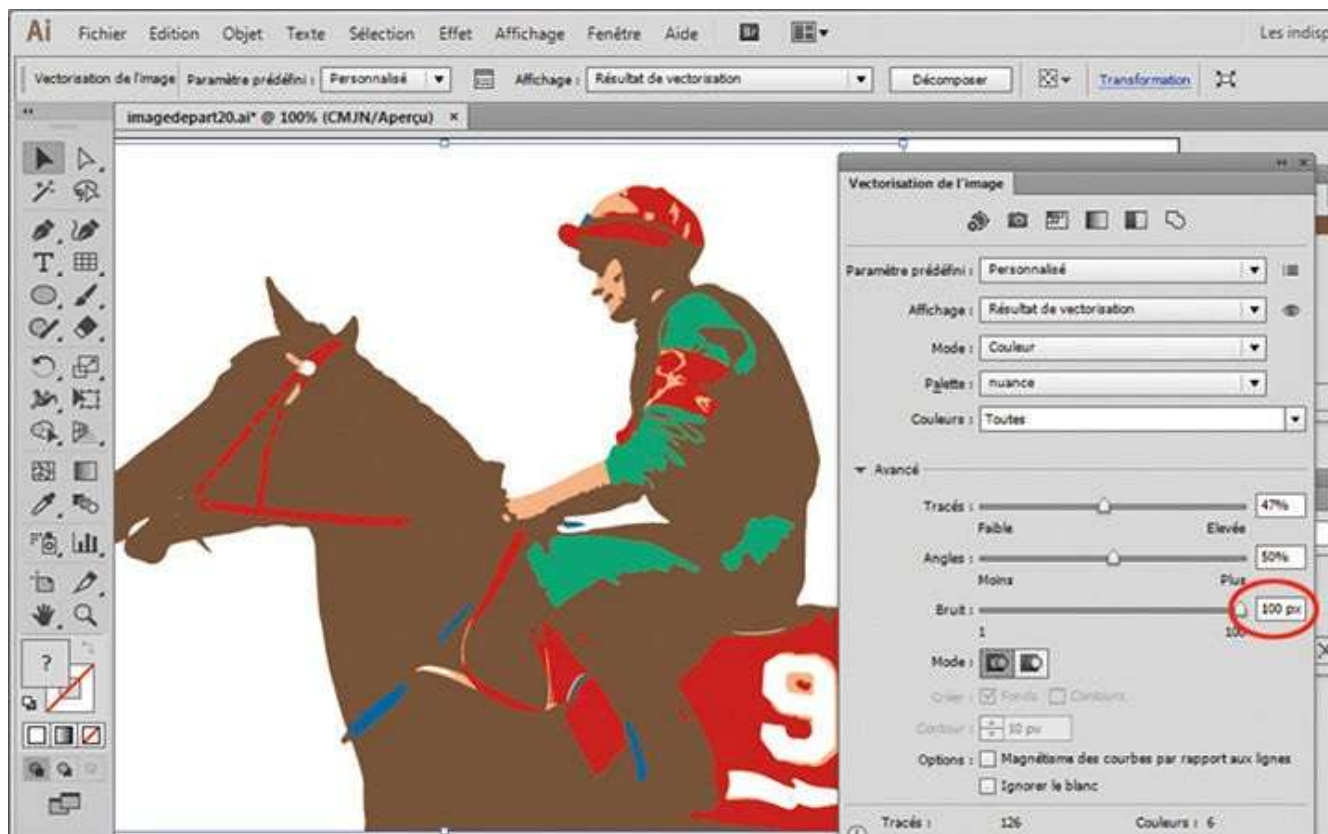 Ai Fichier Edition Objet Texte Sélection Effet Affichage Fenêtre Aide Br Les indisp
Vectorisation de l'image Paramètre prédéfini : Personnalisé Affichage : Résultat de vectorisation Décomposer Transformation
imagedepart20.ai* @ 100% (CMJN/Aperçu) ×
Vectorisation de l'image
Paramètre prédéfini : Personnalisé
Affichage : Résultat de vectorisation
Mode : Couleur
Palette : nuance
Couleurs : Toutes
Avancé
Tracés : 47%
Faible Elevée
Angles : 50%
Moins Plus
Bruit : 100 px
1 100
Mode :
Créer : Fonds Contours
Contour : 10 px
Options : Magnétisme des courbes par rapport aux lignes
Ignorer le blanc
Tracés : 126 Couleurs : 6
?
9